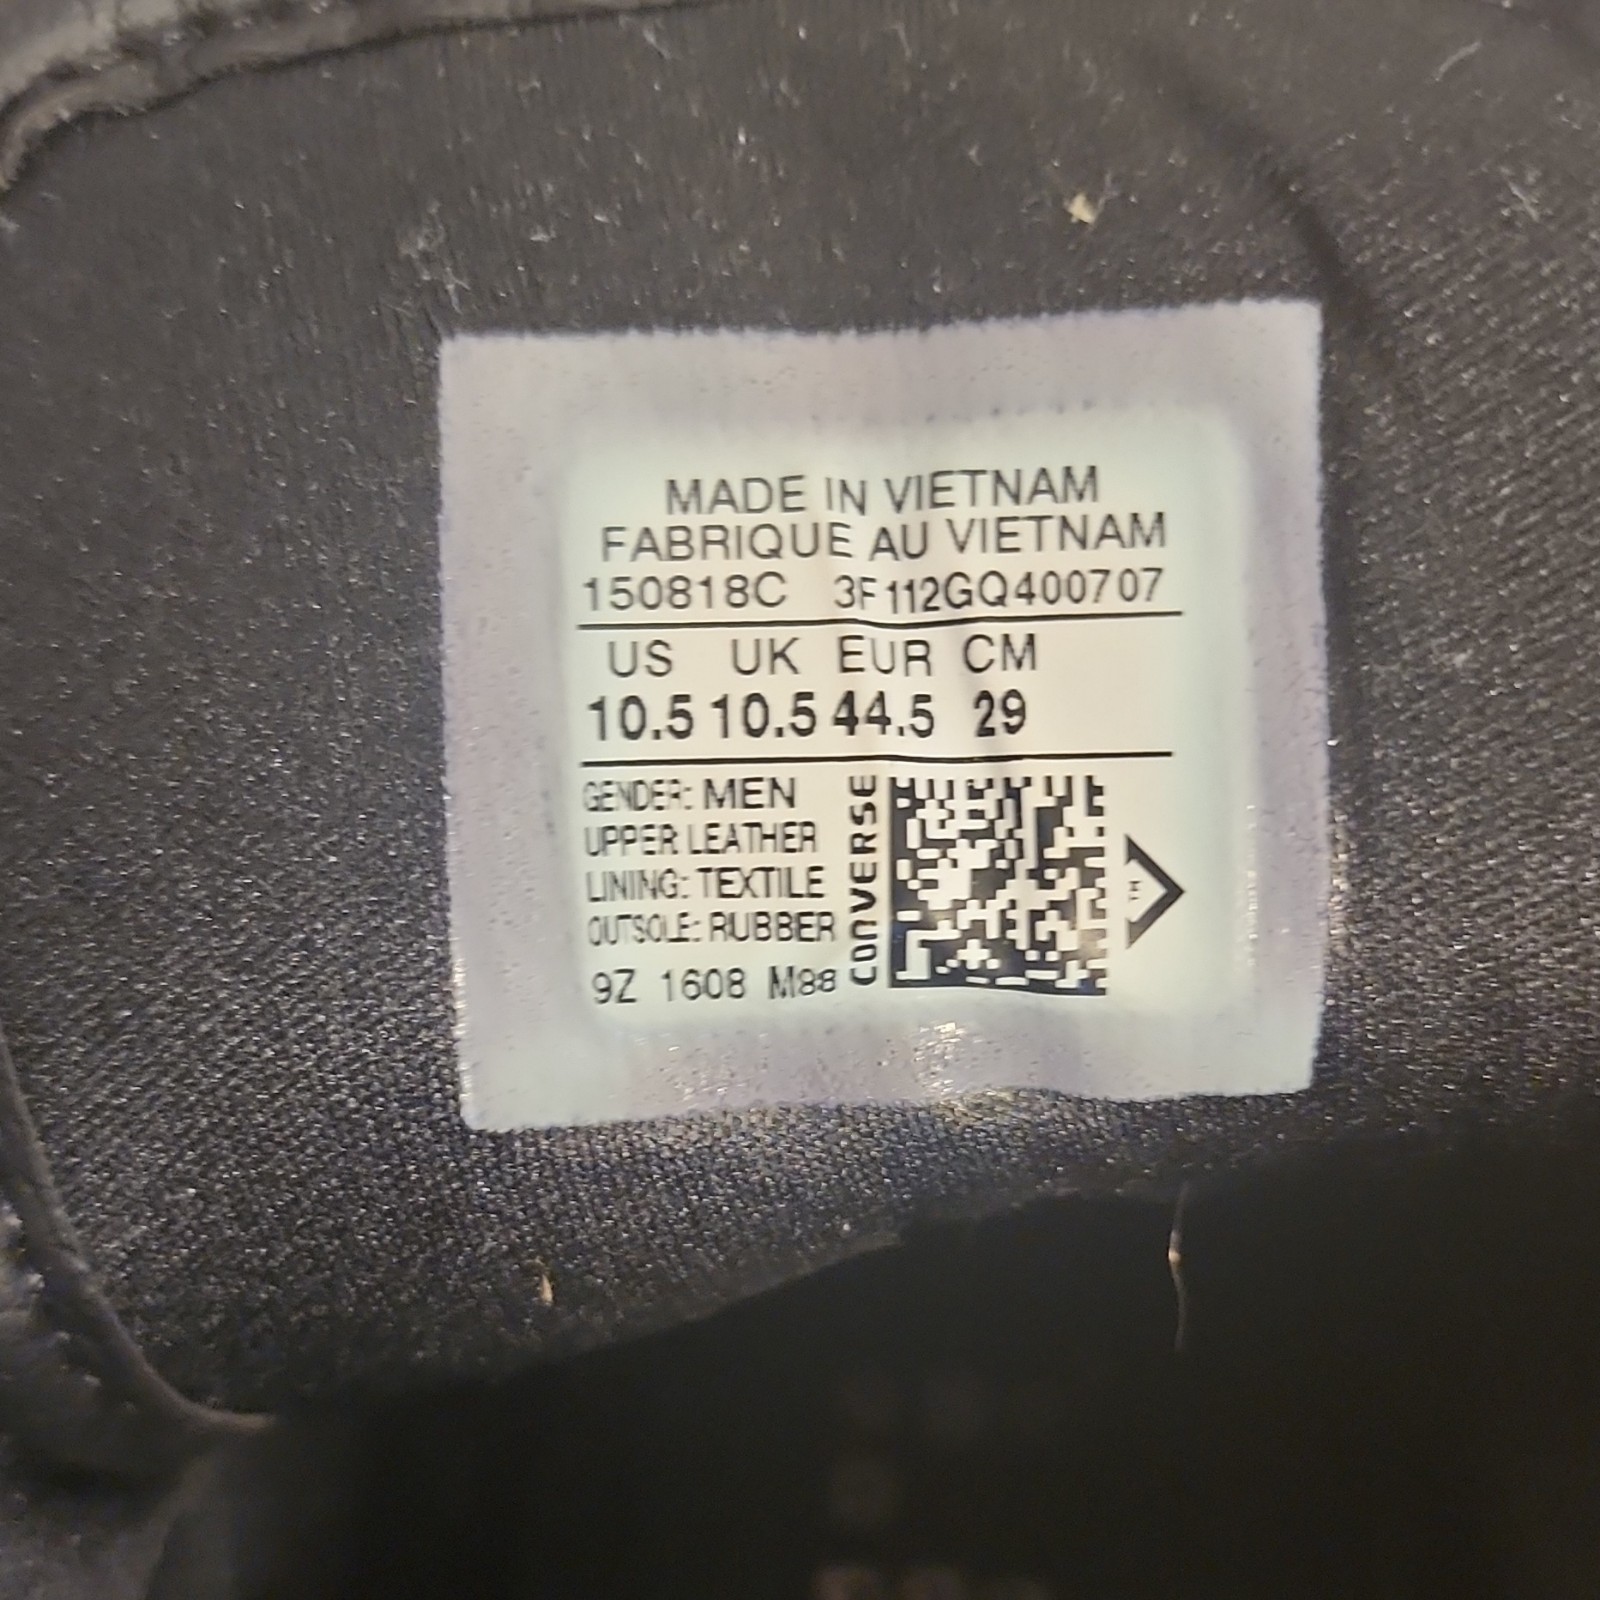 MADE IN VIETNAM
FABRIQUE AU VIETNAM
150818C 3F112GQ400707
US UK EUR CM
10.5 10.5 44.5 29
GENDER: MEN
UPPER: LEATHER
LINING: TEXTILE
OUTSOLE: RUBBER
9Z 1608 M88
CONVERSE